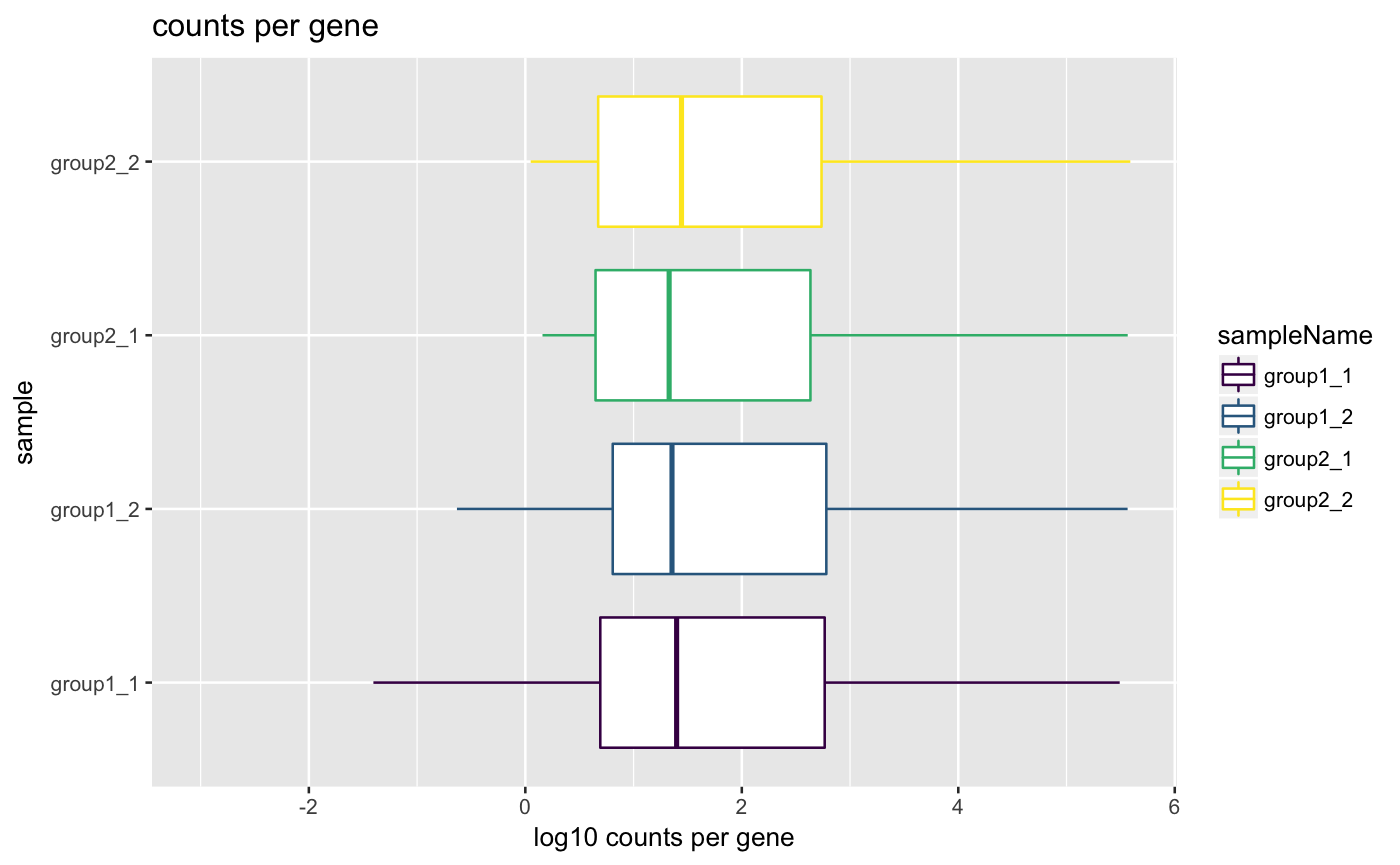 counts per gene
group2_2
group2_1
group1_2
group1_1
sample
-2
0
2
4
6
log10 counts per gene
sampleName
group1_1
group1_2
group2_1
group2_2